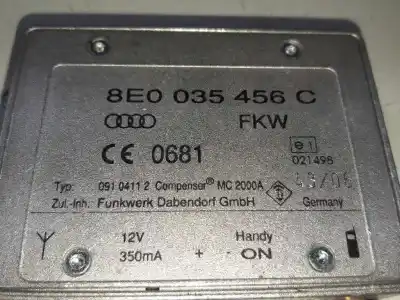 8E0 035 456 C
FKW
CE 0681
e1
021498
Typ: 091 0411 2 Compenser® MC 2000A
Zul.-Inh. Funkwerk Dabendorf GmbH
Germany
12V
Handy
350mA + - ON